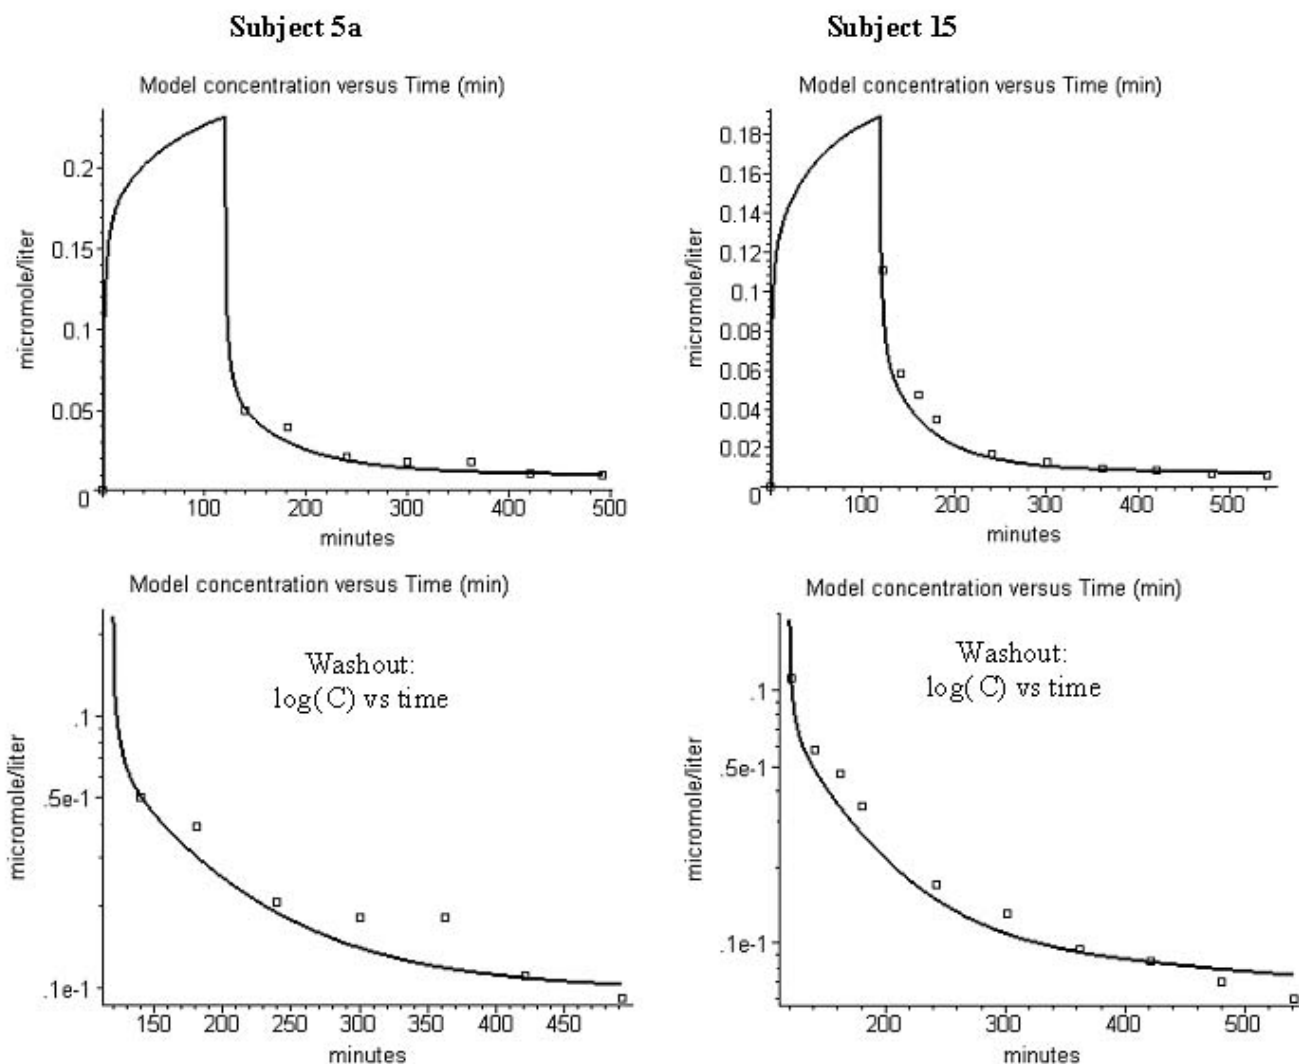 Subject 5a
Subject 15
Model concentration versus Time (min)
micromole/liter
0.2
0.15
0.1
0.05
0
100
200
300
400
500
minutes
Model concentration versus Time (min)
micromole/liter
0.18
0.16
0.14
0.12
0.1
0.08
0.06
0.04
0.02
0
100
200
300
400
500
minutes
Model concentration versus Time (min)
Washout:
log(C) vs time
micromole/liter
.1
.5e-1
.1e-1
150
200
250
300
350
400
450
minutes
Model concentration versus Time (min)
Washout:
log(C) vs time
micromole/liter
.1
.5e-1
.1e-1
200
300
400
500
minutes